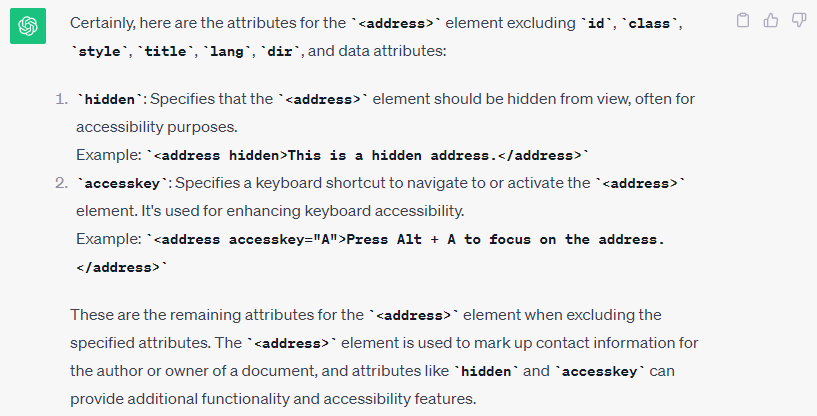 Certainly, here are the attributes for the `<address>` element excluding `id`, `class`,
`style`, `title`, `lang`, `dir`, and data attributes:
1. `hidden`: Specifies that the `<address>` element should be hidden from view, often for
accessibility purposes.
Example: `<address hidden>This is a hidden address.</address>`
2. `accesskey`: Specifies a keyboard shortcut to navigate to or activate the `<address>`
element. It's used for enhancing keyboard accessibility.
Example: `<address accesskey="A">Press Alt + A to focus on the address.
</address>`
These are the remaining attributes for the `<address>` element when excluding the
specified attributes. The `<address>` element is used to mark up contact information for
the author or owner of a document, and attributes like `hidden` and `accesskey` can
provide additional functionality and accessibility features.